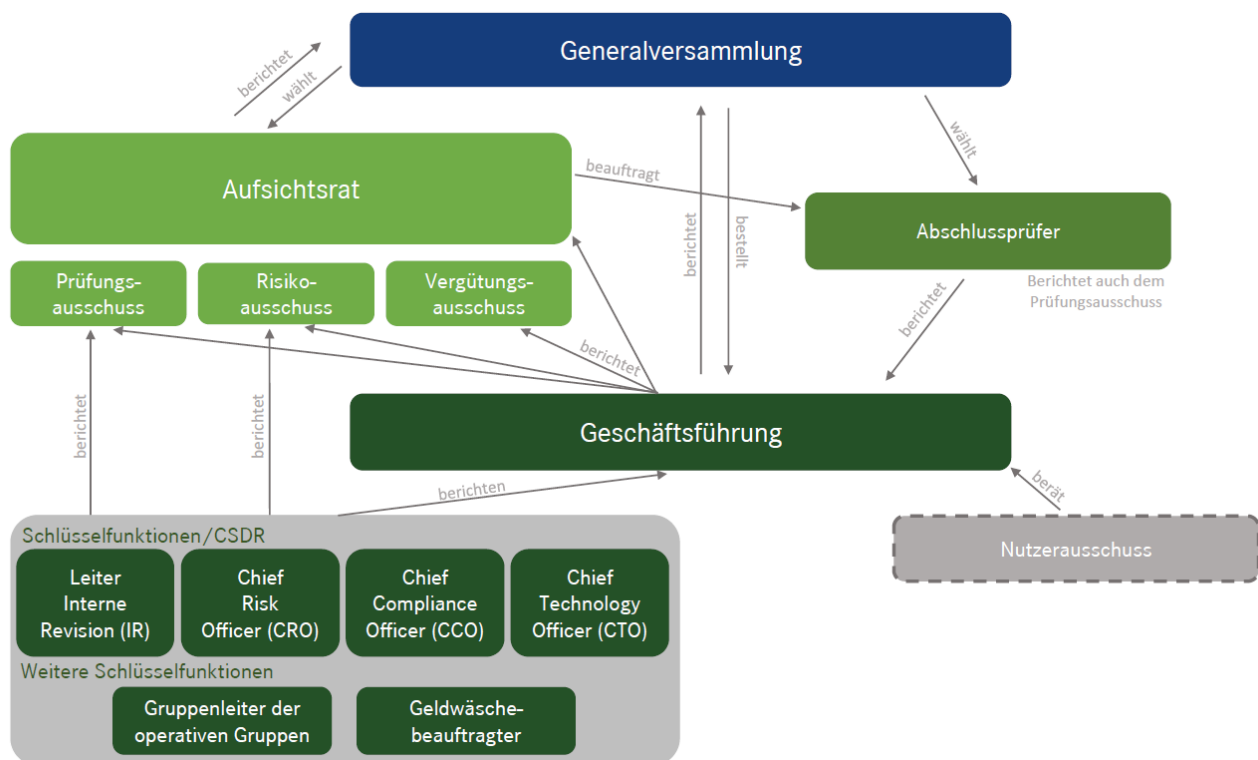 Generalversammlung
berichtet
wählt
wählt
Aufsichtsrat
beauftragt
berichtet
bestellt
Abschlussprüfer
Berichtet auch dem
Prüfungsausschuss
Prüfungs-
ausschuss
Risiko-
ausschuss
Vergütungs-
ausschuss
berichtet
berichtet
berichtet
berichtet
Geschäftsführung
berichten
berät
Schlüsselfunktionen/CSDR
Nutzerausschuss
Leiter
Interne
Revision (IR)
Chief
Risk
Officer (CRO)
Chief
Compliance
Officer (CCO)
Chief
Technology
Officer (CTO)
Weitere Schlüsselfunktionen
Gruppenleiter der
operativen Gruppen
Geldwäsche-
beauftragter